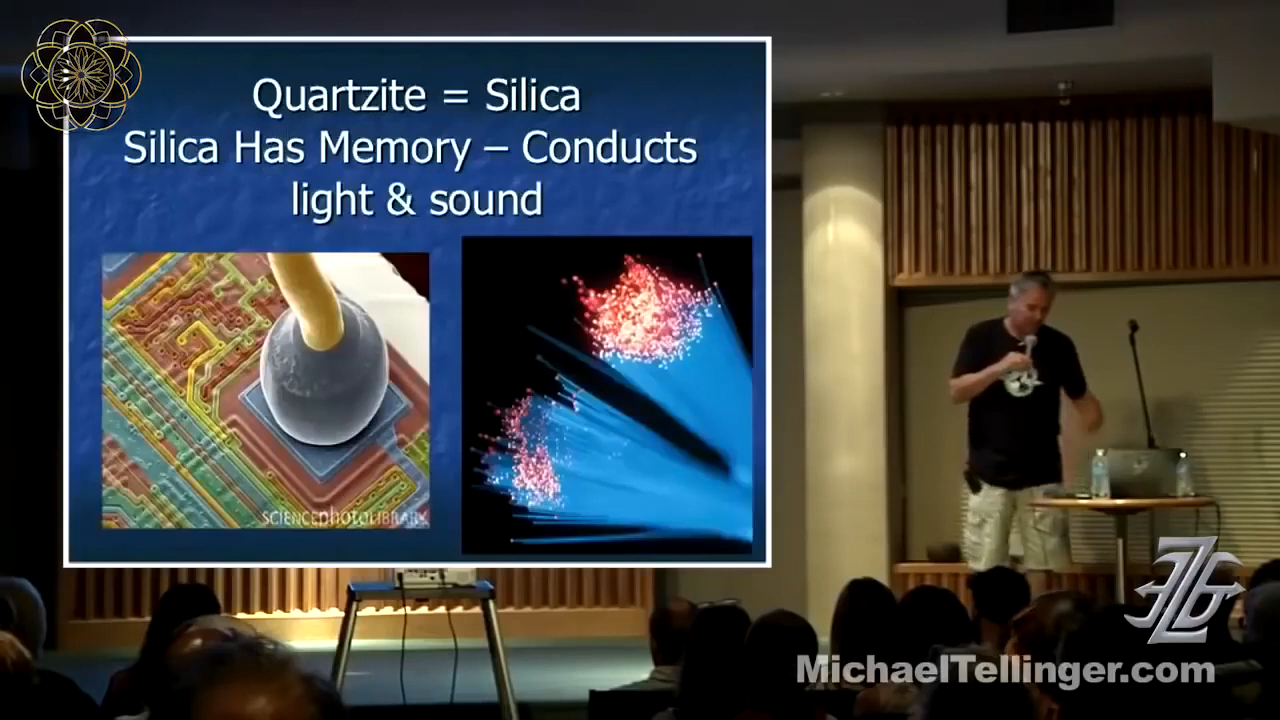 Quartzite = Silica
Silica Has Memory – Conducts
light & sound
SCIENCEPHOTOLIBRARY
MichaelTellinger.com